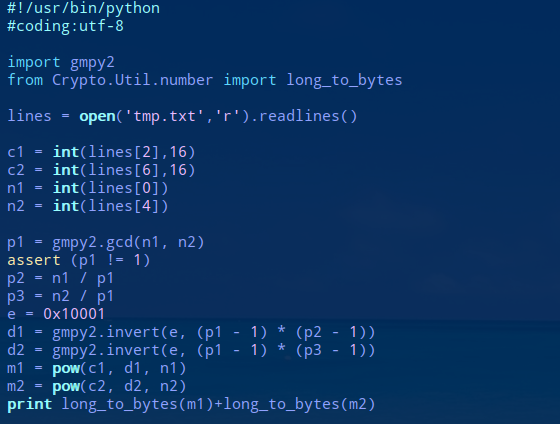 #!/usr/bin/python
#coding:utf-8
import gmpy2
from Crypto.Util.number import long_to_bytes
lines = open('tmp.txt','r').readlines()
c1 = int(lines[2],16)
c2 = int(lines[6],16)
n1 = int(lines[0])
n2 = int(lines[4])
p1 = gmpy2.gcd(n1, n2)
assert (p1 != 1)
p2 = n1 / p1
p3 = n2 / p1
e = 0x10001
d1 = gmpy2.invert(e, (p1 - 1) * (p2 - 1))
d2 = gmpy2.invert(e, (p1 - 1) * (p3 - 1))
m1 = pow(c1, d1, n1)
m2 = pow(c2, d2, n2)
print long_to_bytes(m1)+long_to_bytes(m2)